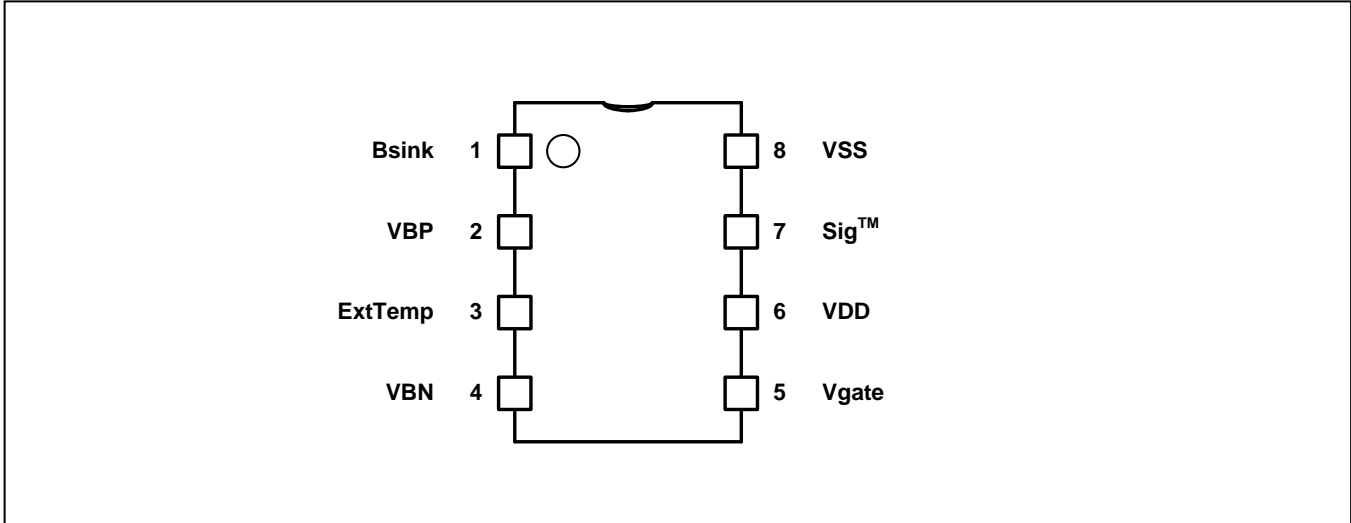 Bsink 1
8 VSS
VBP 2
7 Sig™
ExtTemp 3
6 VDD
VBN 4
5 Vgate